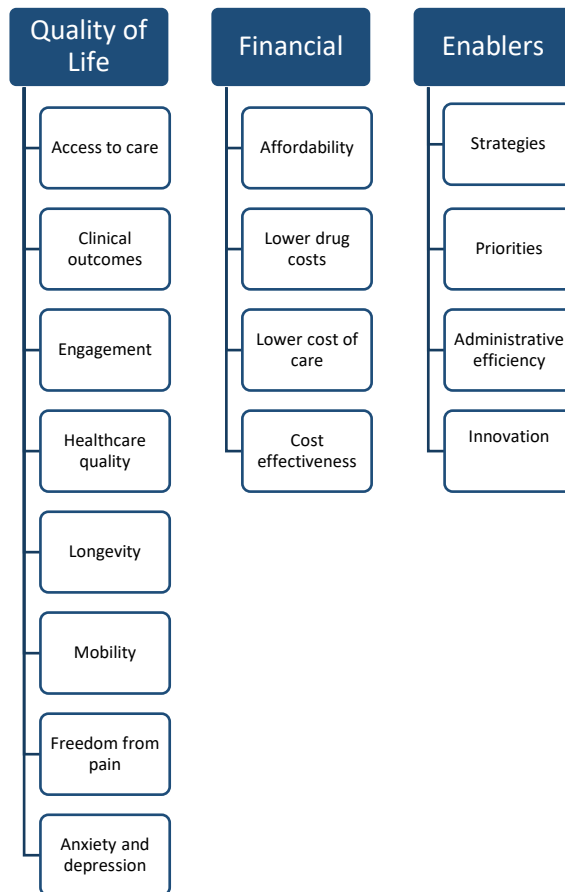 Quality of
Life
Access to care
Clinical
outcomes
Engagement
Healthcare
quality
Longevity
Mobility
Freedom from
pain
Anxiety and
depression
Financial
Affordability
Lower drug
costs
Lower cost of
care
Cost
effectiveness
Enablers
Strategies
Priorities
Administrative
efficiency
Innovation